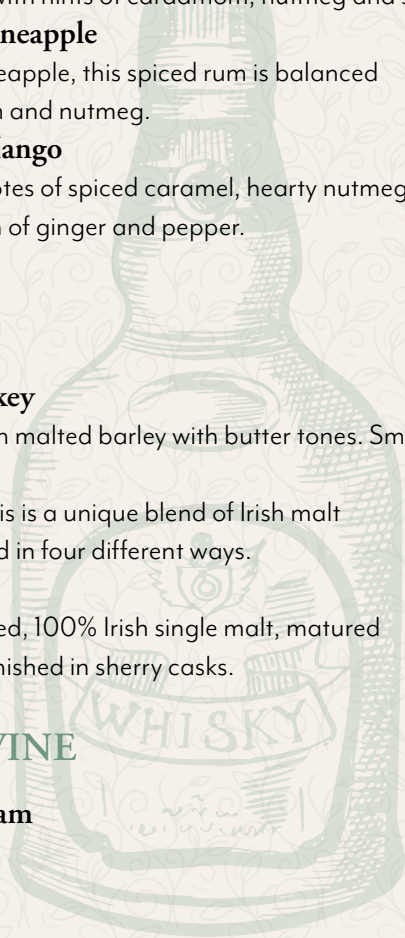 with hints of cardamom, nutmeg and
neapple
eapple, this spiced rum is balanced
n and nutmeg.
ango
otes of spiced caramel, hearty nutmeg
n of ginger and pepper.
key
n malted barley with butter tones. Sm
is is a unique blend of Irish malt
d in four different ways.
ed, 100% Irish single malt, matured
nished in sherry casks.
WHISKY
VINE
am